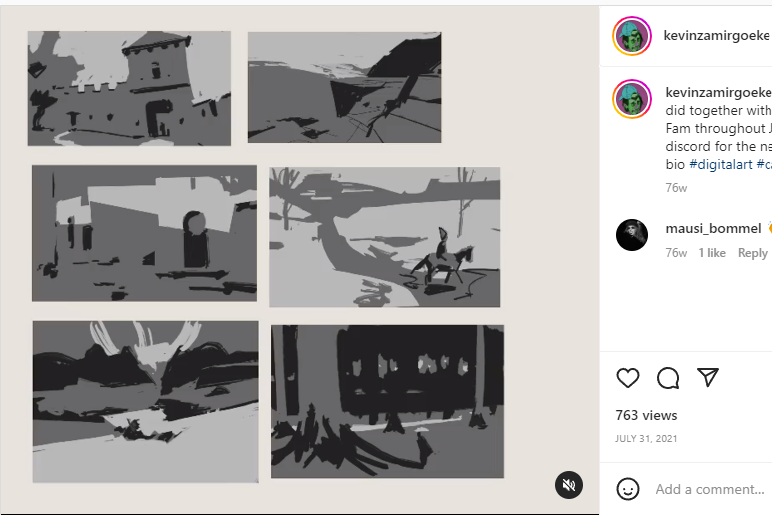 kevinzamirgoeke
kevinzamirgoeke
did together with
Fam throughout J
discord for the na
bio #digitalart #ca
76w
mausi_bommel
76w 1 like Reply
763 views
JULY 31, 2021
Add a comment...